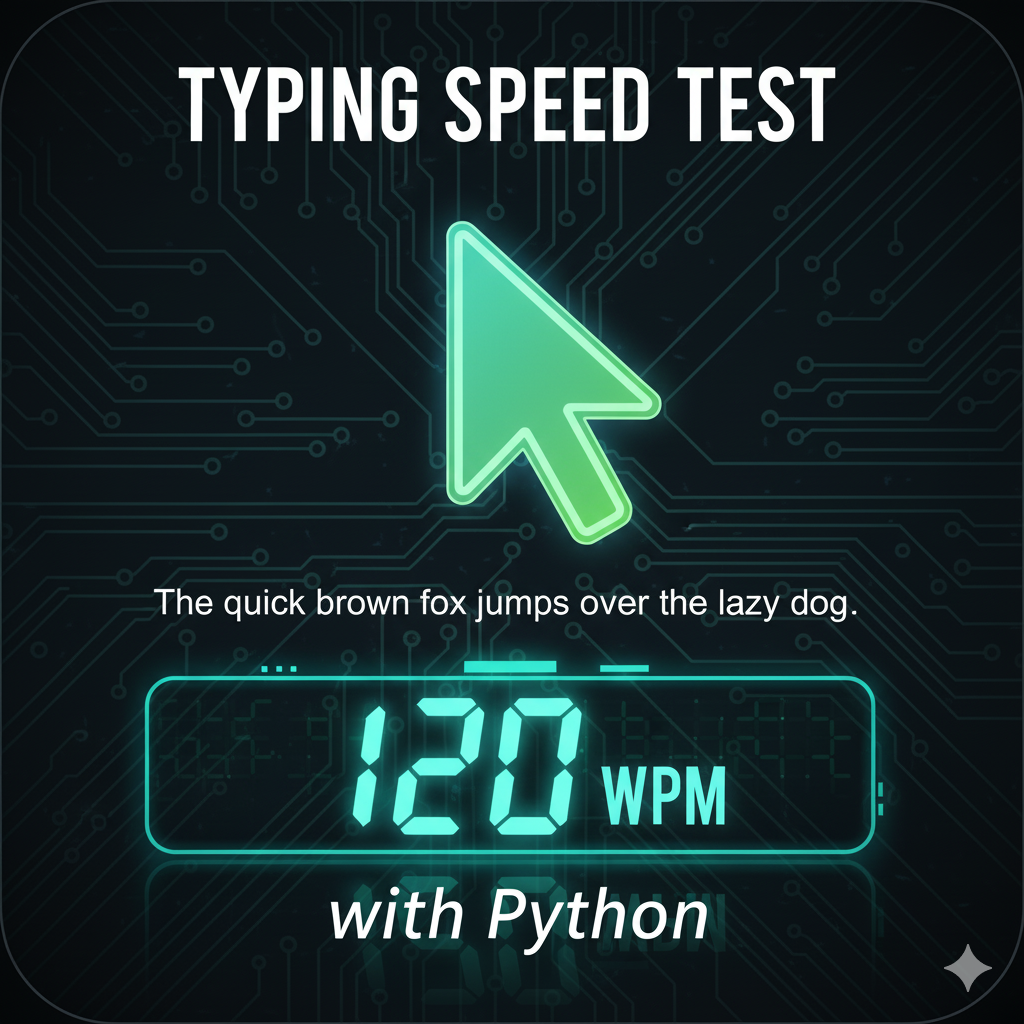 TYPING SPEED TEST
The quick brown fox jumps over the lazy dog.
120 WPM
with Python